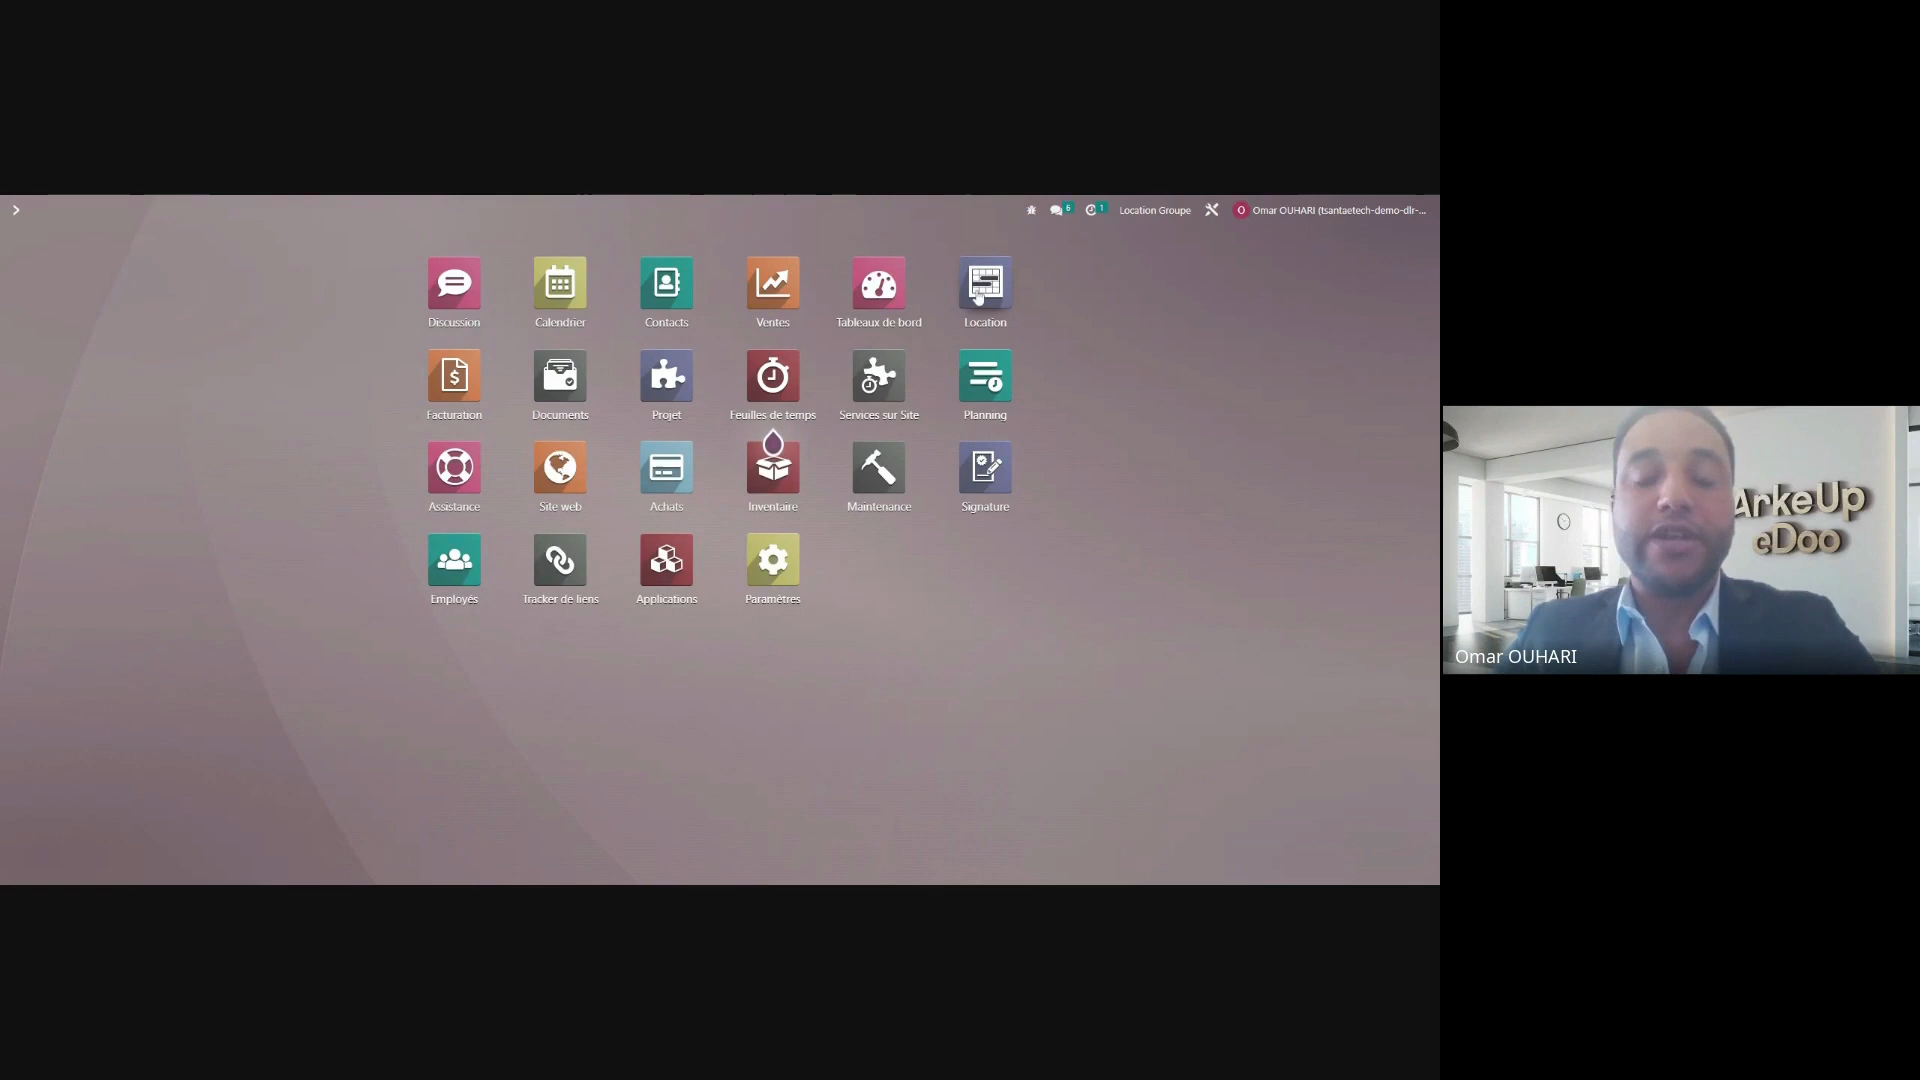 6
1
Location Groupe
O
Omar OUHARI (tsantaetech-demo-dlr-...
Discussion
Calendrier
Contacts
Ventes
Tableaux de bord
Location
Facturation
Documents
Projet
Feuilles de temps
Services sur Site
Planning
Assistance
Site web
Achats
Inventaire
Maintenance
Signature
Employés
Tracker de liens
Applications
Paramètres
ArkeUp
eDoo
Omar OUHARI